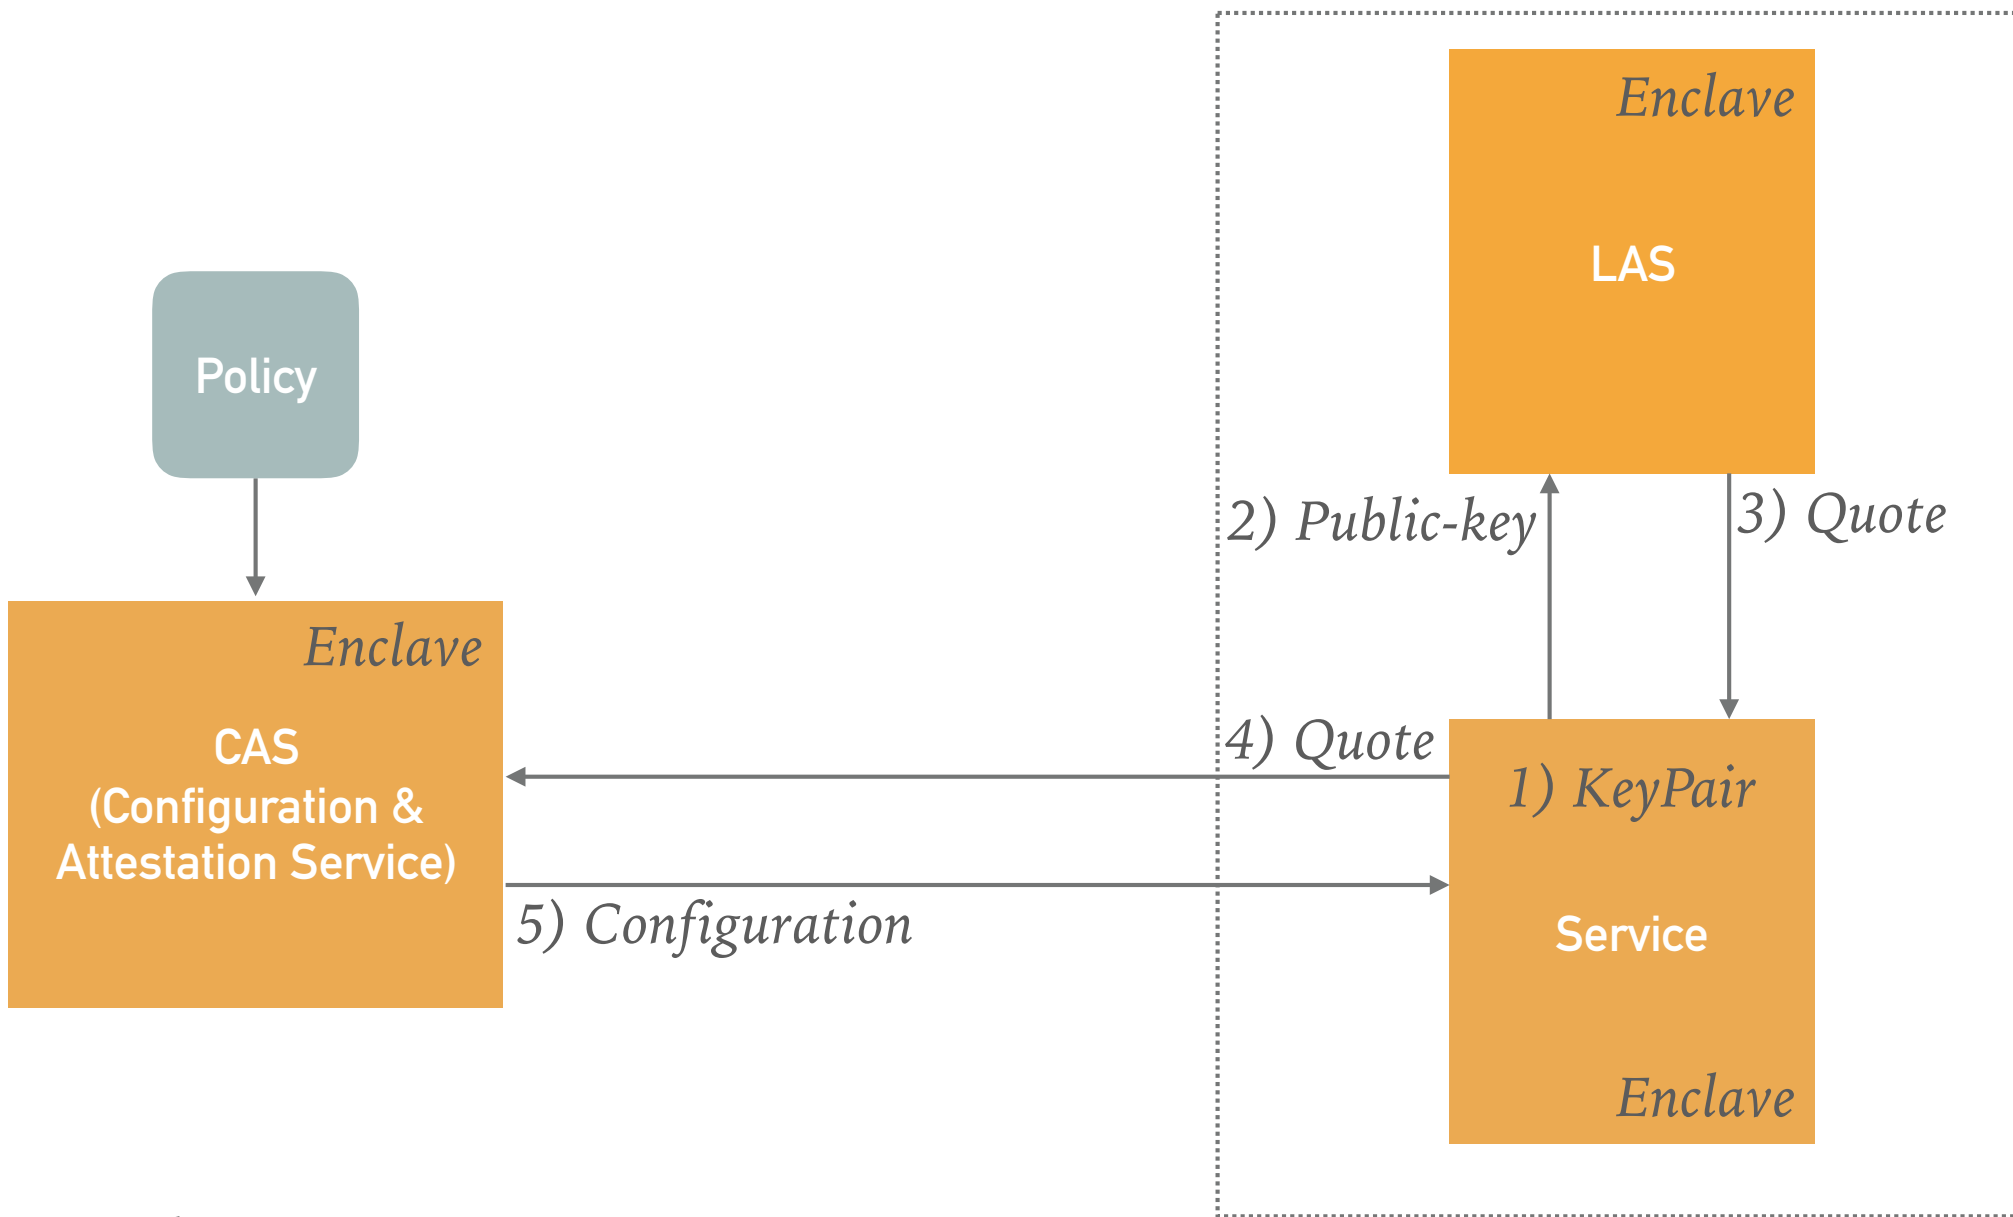 Enclave
LAS
Policy
2) Public-key
3) Quote
Enclave
CAS
(Configuration &
Attestation Service)
4) Quote
1) KeyPair
5) Configuration
Service
Enclave